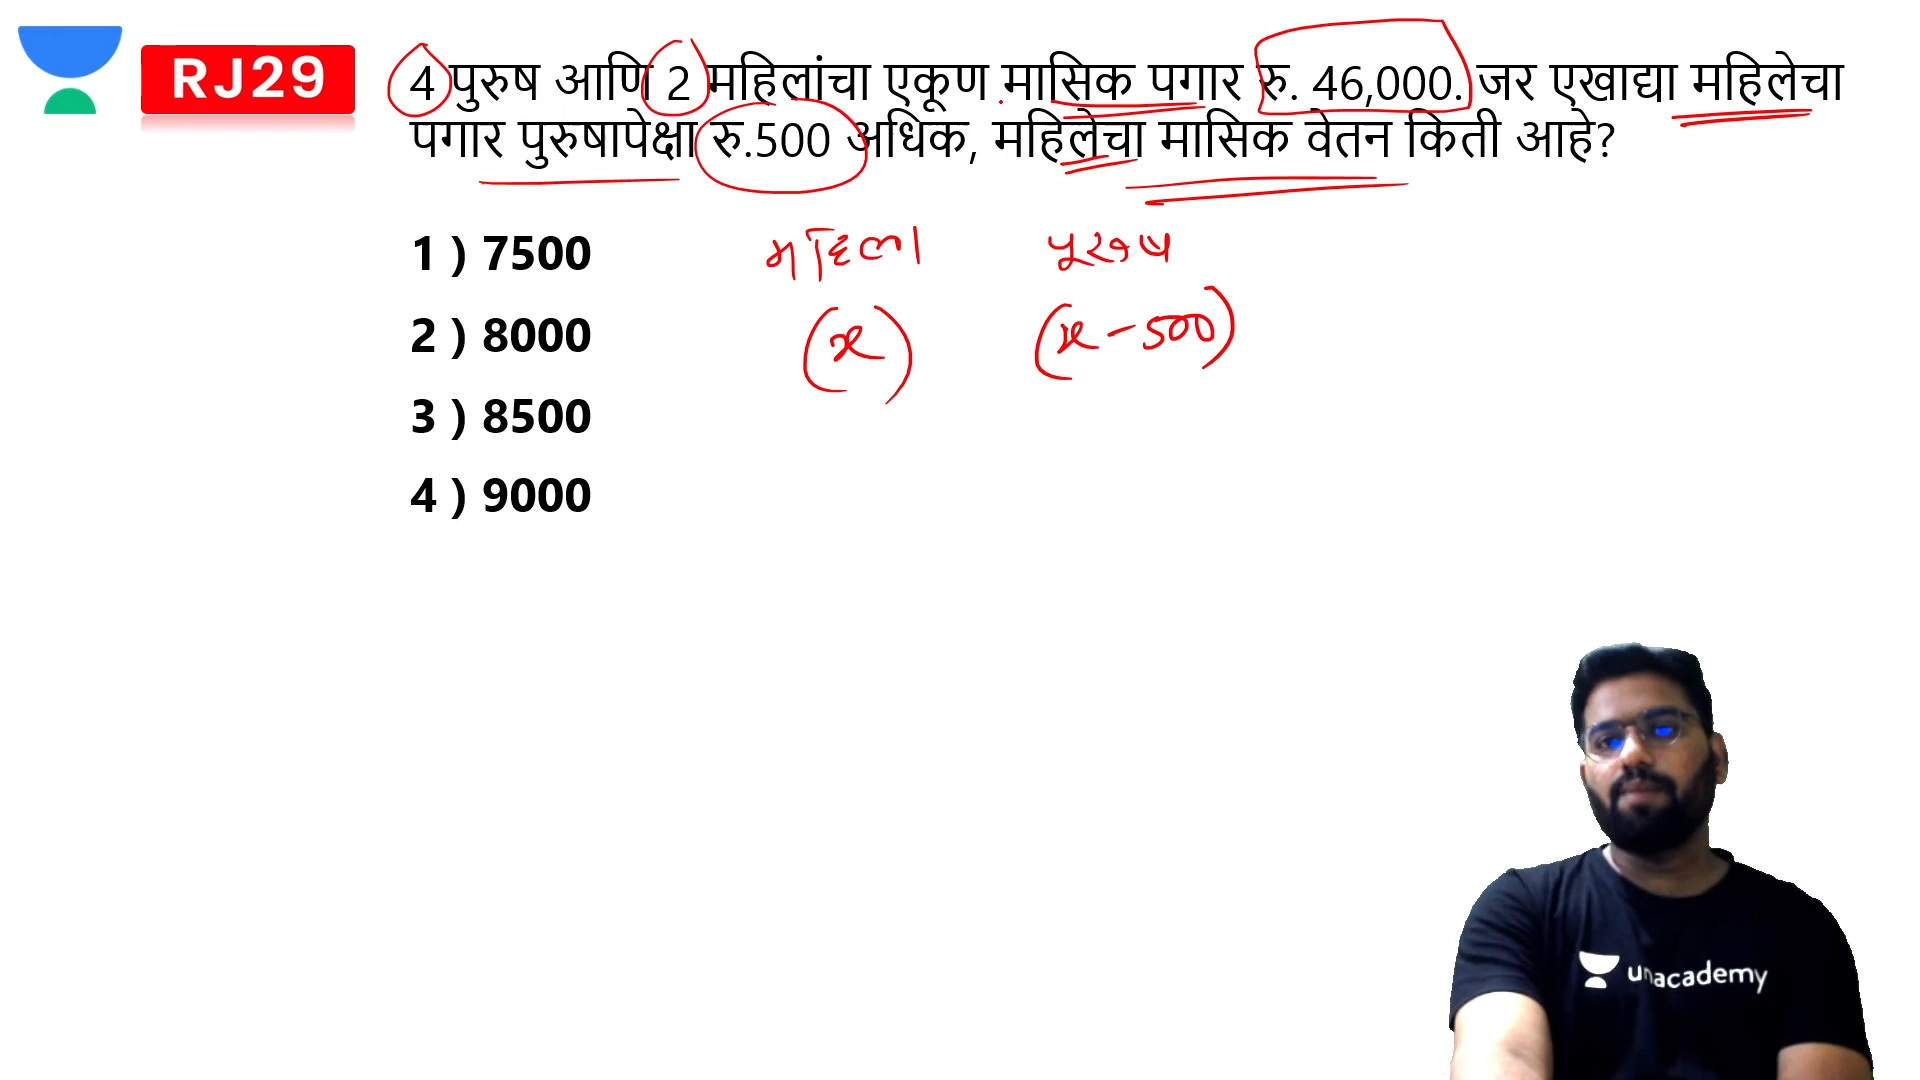 RJ29
4 पुरुष आणि 2 महिलांचा एकूण मासिक पगार रु. 46,000. जर एखाद्या महिलेचा
पगार पुरुषापेक्षा रु.500 अधिक, महिलेचा मासिक वेतन किती आहे?
1 ) 7500
2 ) 8000
3 ) 8500
4 ) 9000
महिला पुरुष
(x) (x - 500)
unacademy